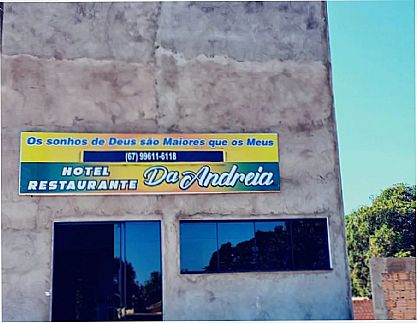 Os sonhos de Deus são Maiores que os Meus
(67) 99611-6118
HOTEL
RESTAURANTE
Da Andreia